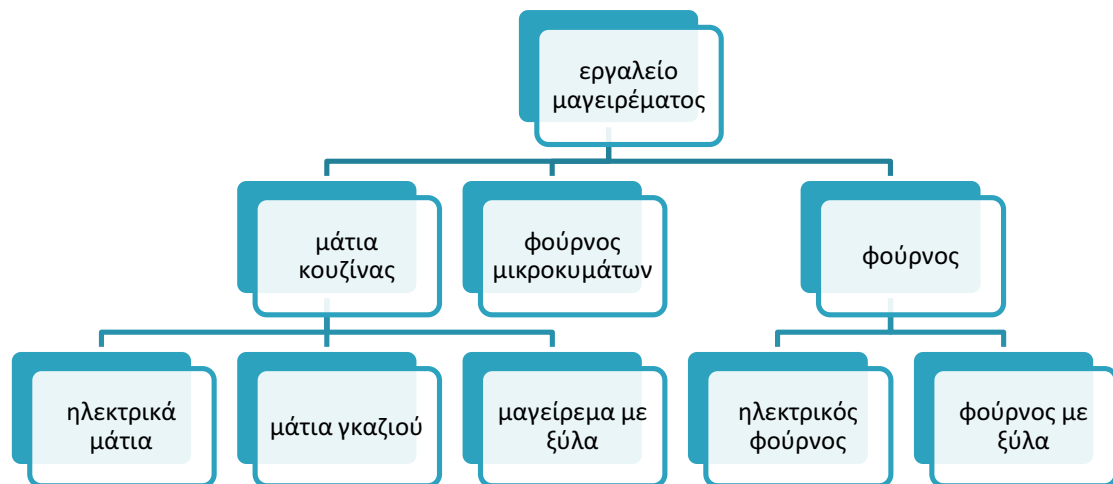 εργαλείο
μαγειρέματος
μάτια
κουζίνας
φούρνος
μικροκυμάτων
φούρνος
ηλεκτρικά
μάτια
μάτια γκαζιού
μαγείρεμα με
ξύλα
ηλεκτρικός
φούρνος
φούρνος με
ξύλα